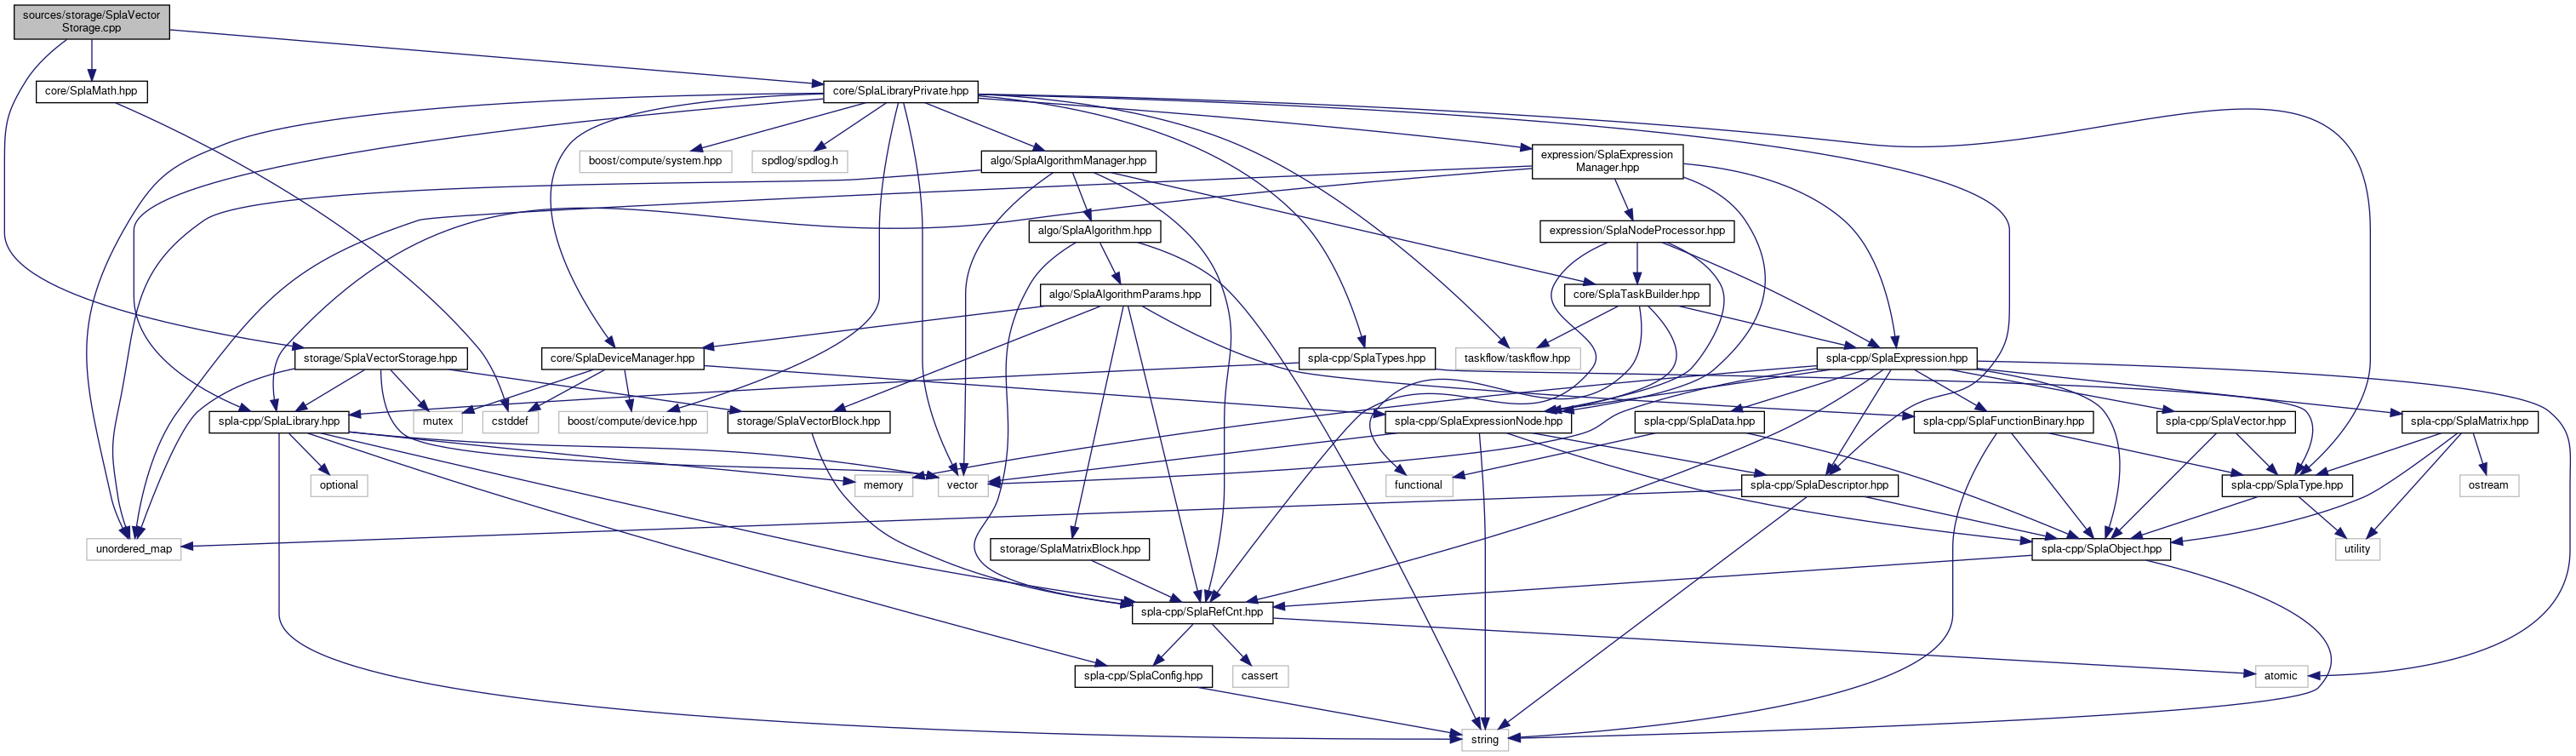 sources/storage/SplaVector
Storage.cpp
core/SplaMath.hpp
core/SplaLibraryPrivate.hpp
boost/compute/system.hpp
spdlog/spdlog.h
algo/SplaAlgorithmManager.hpp
expression/SplaExpression
Manager.hpp
algo/SplaAlgorithm.hpp
expression/SplaNodeProcessor.hpp
algo/SplaAlgorithmParams.hpp
core/SplaTaskBuilder.hpp
storage/SplaVectorStorage.hpp
core/SplaDeviceManager.hpp
spla-cpp/SplaTypes.hpp
taskflow/taskflow.hpp
spla-cpp/SplaExpression.hpp
spla-cpp/SplaLibrary.hpp
mutex
cstddef
boost/compute/device.hpp
storage/SplaVectorBlock.hpp
spla-cpp/SplaExpressionNode.hpp
spla-cpp/SplaData.hpp
spla-cpp/SplaFunctionBinary.hpp
spla-cpp/SplaVector.hpp
spla-cpp/SplaMatrix.hpp
optional
memory
vector
functional
spla-cpp/SplaDescriptor.hpp
spla-cpp/SplaType.hpp
ostream
unordered_map
storage/SplaMatrixBlock.hpp
spla-cpp/SplaObject.hpp
utility
spla-cpp/SplaRefCnt.hpp
spla-cpp/SplaConfig.hpp
cassert
atomic
string